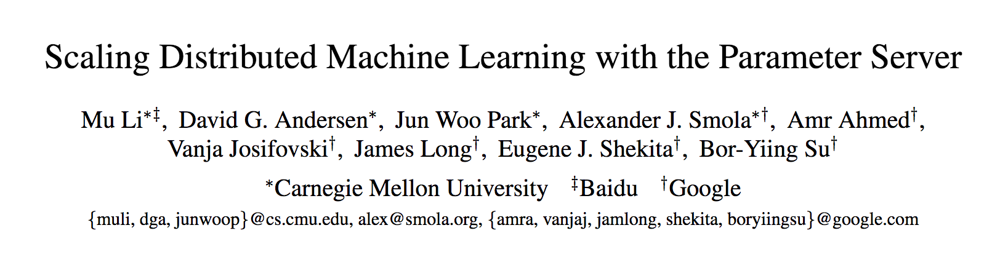 Scaling Distributed Machine Learning with the Parameter Server
Mu Li*‡, David G. Andersen*, Jun Woo Park*, Alexander J. Smola*†, Amr Ahmed†,
Vanja Josifovski†, James Long†, Eugene J. Shekita†, Bor-Yiing Su†
*Carnegie Mellon University ‡Baidu †Google
{muli, dga, junwoop}@cs.cmu.edu, alex@smola.org, {amra, vanjaj, jamlong, shekita, boryiingsu}@google.com